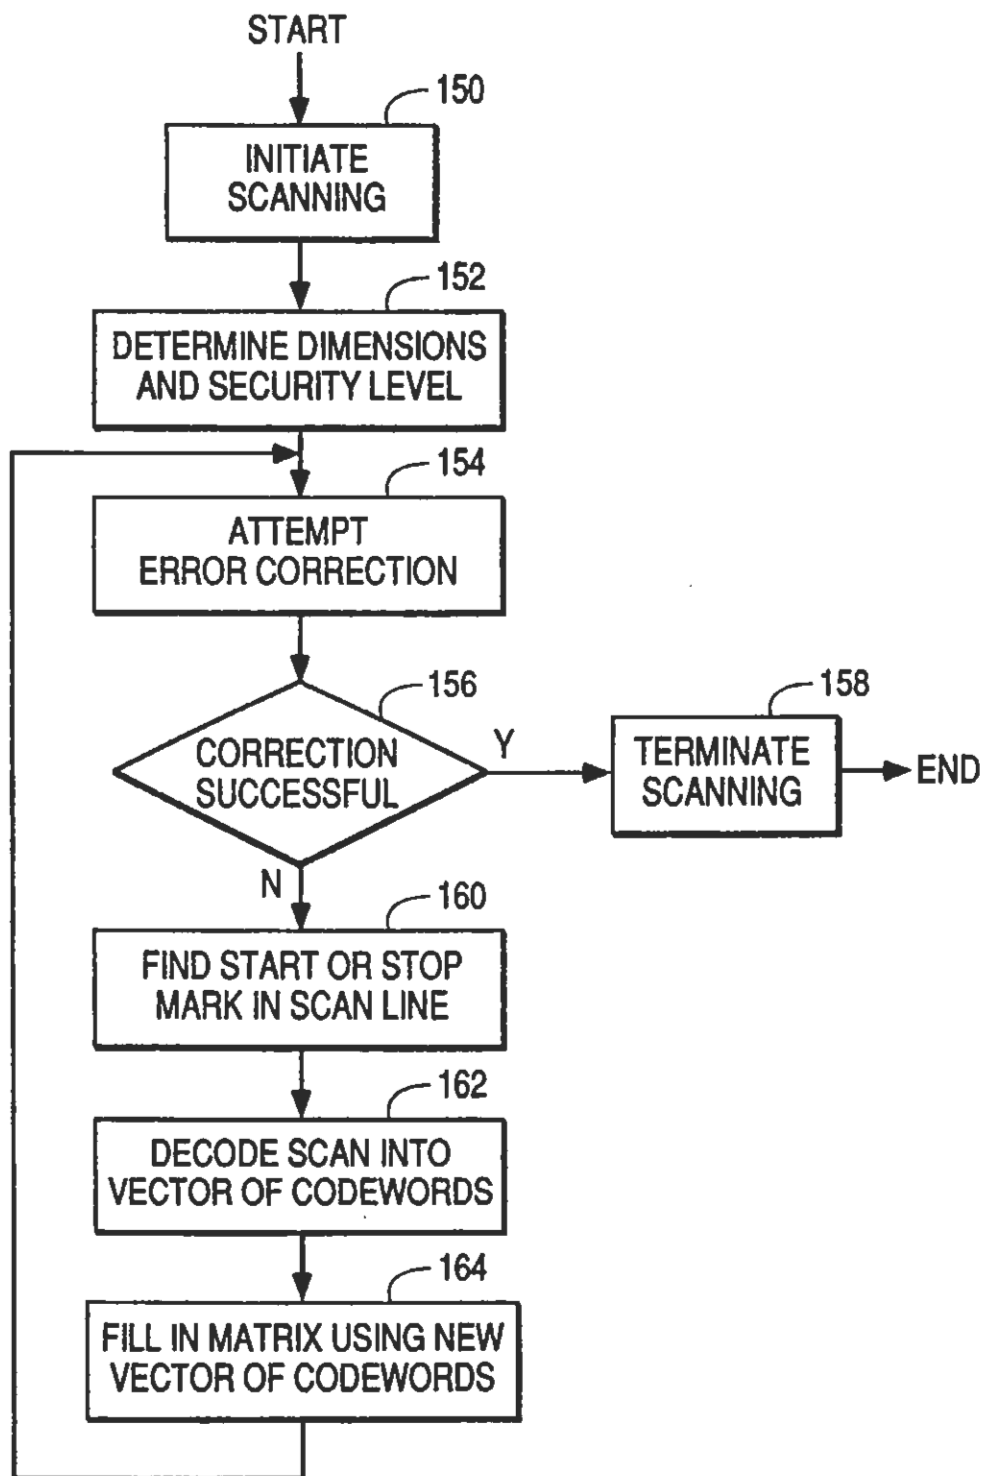 START
150
INITIATE
SCANNING
152
DETERMINE DIMENSIONS
AND SECURITY LEVEL
154
ATTEMPT
ERROR CORRECTION
156
CORRECTION
SUCCESSFUL
Y
158
TERMINATE
SCANNING
END
N
160
FIND START OR STOP
MARK IN SCAN LINE
162
DECODE SCAN INTO
VECTOR OF CODEWORDS
164
FILL IN MATRIX USING NEW
VECTOR OF CODEWORDS